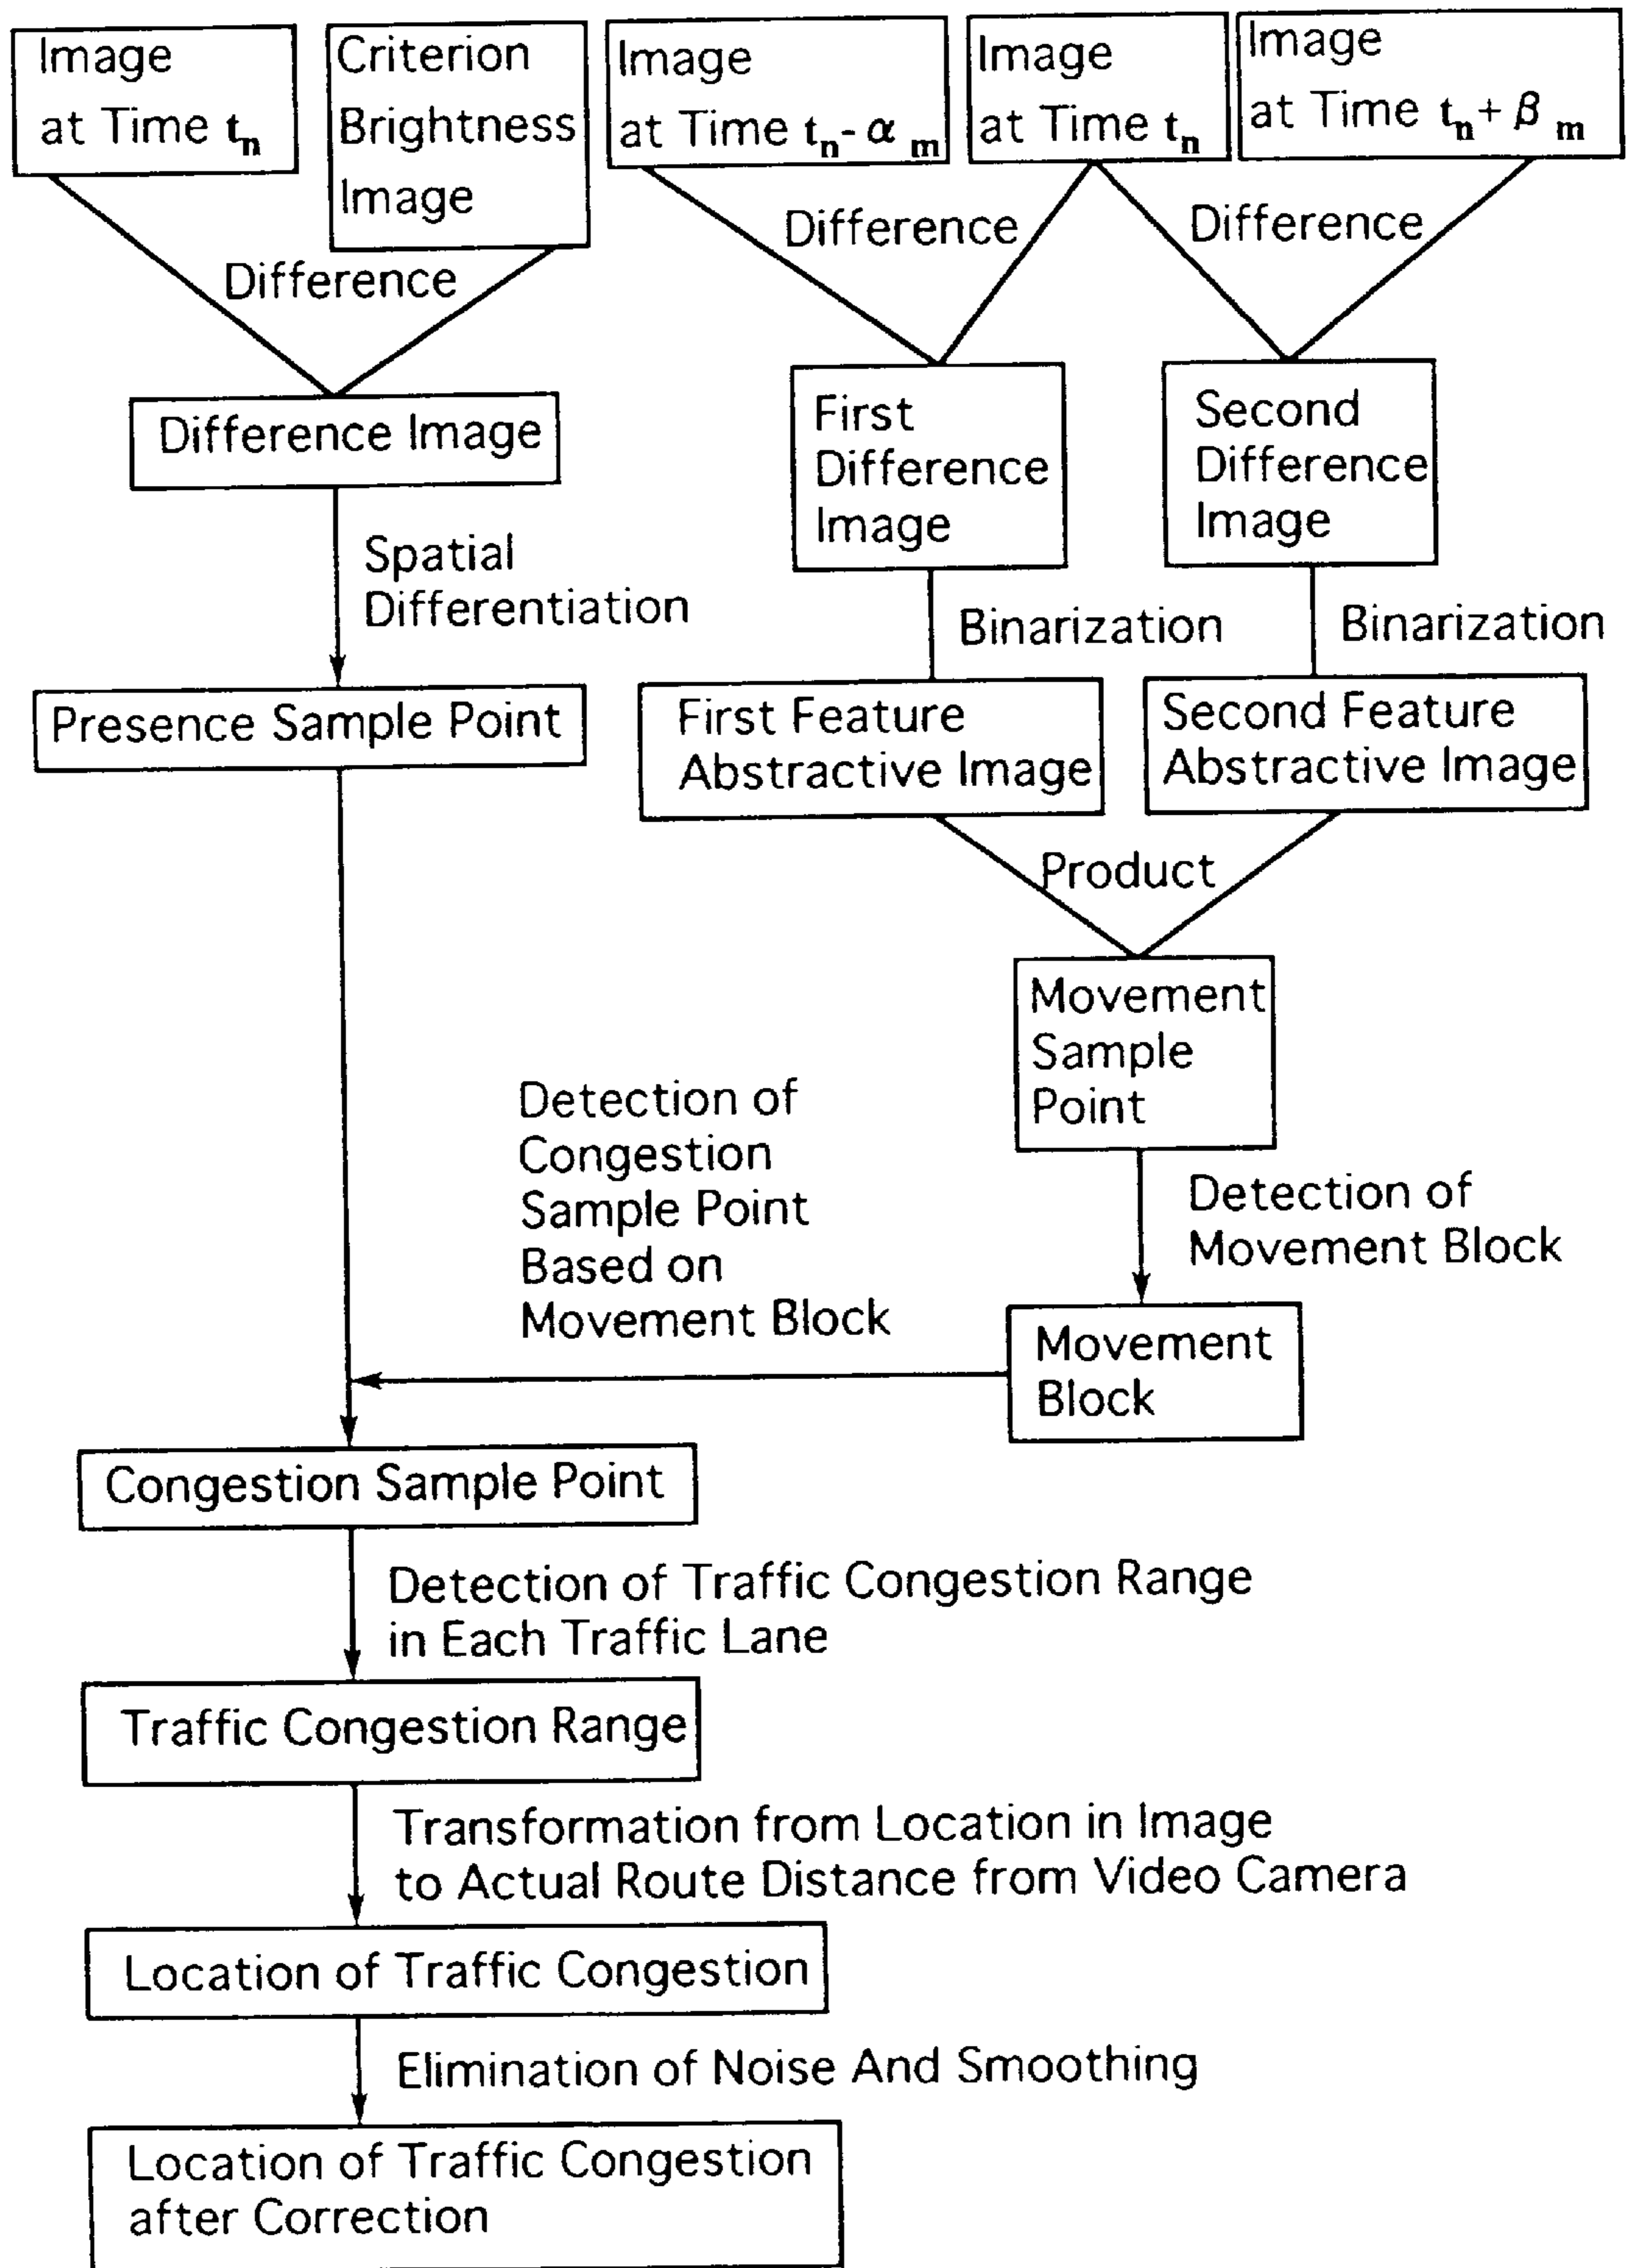 Image
at Time tn
Criterion
Brightness
Image
Image
at Time tn- αm
Image
at Time tn
Image
at Time tn+ βm
Difference
Difference
Difference
Difference Image
First
Difference
Image
Second
Difference
Image
Spatial
Differentiation
Binarization
Binarization
Presence Sample Point
First Feature
Abstractive Image
Second Feature
Abstractive Image
Product
Movement
Sample
Point
Detection of
Congestion
Sample Point
Based on
Movement Block
Detection of
Movement Block
Movement
Block
Congestion Sample Point
Detection of Traffic Congestion Range
in Each Traffic Lane
Traffic Congestion Range
Transformation from Location in Image
to Actual Route Distance from Video Camera
Location of Traffic Congestion
Elimination of Noise And Smoothing
Location of Traffic Congestion
after Correction